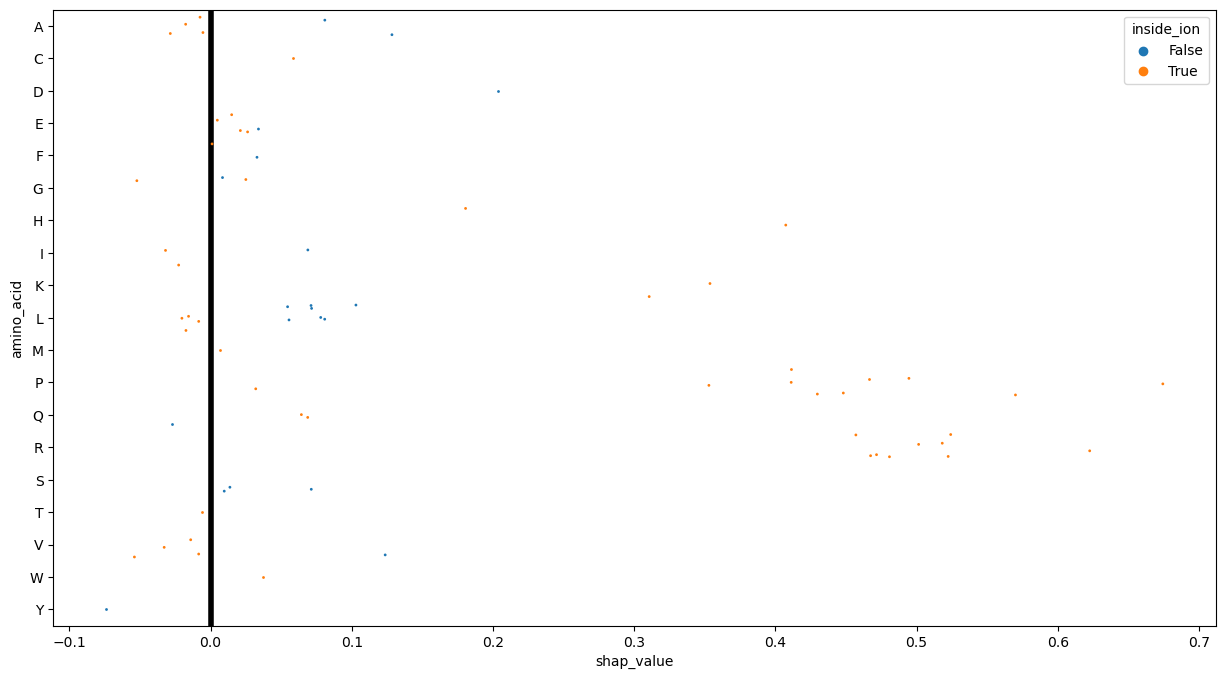 inside_ion
False
True
amino_acid
A
C
D
E
F
G
H
I
K
L
M
P
Q
R
S
T
V
W
Y
−0.1
0.0
0.1
0.2
0.3
0.4
0.5
0.6
0.7
shap_value